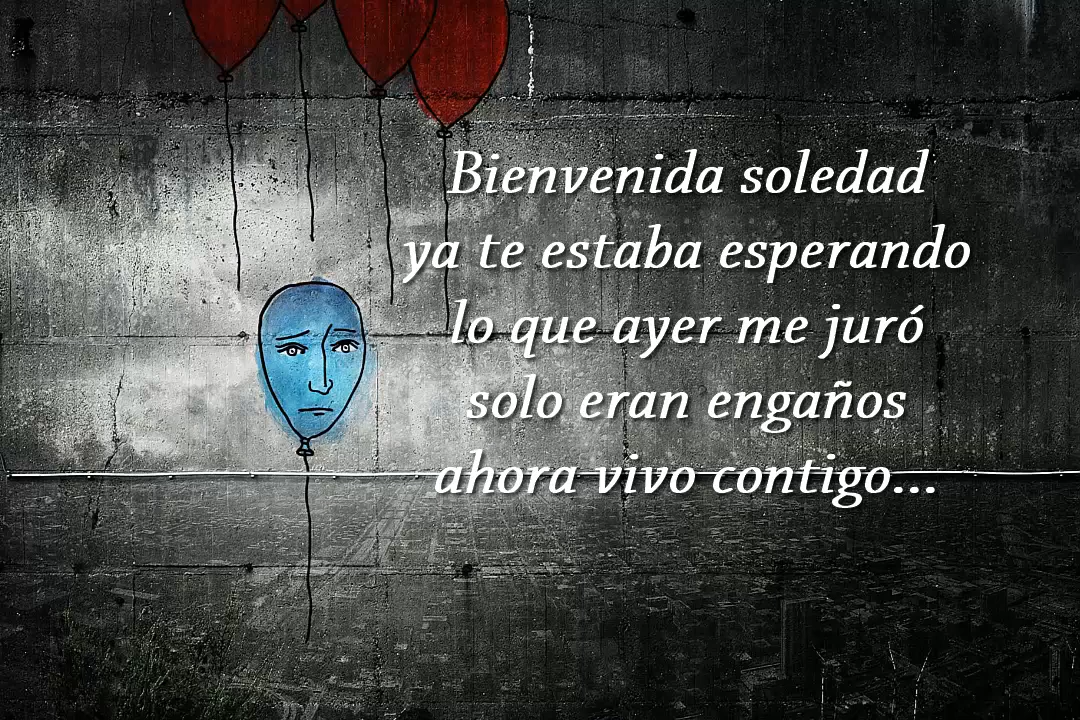 Bienvenida soledad
ya te estaba esperando
lo que ayer me juró
solo eran engaños
ahora vivo contigo...